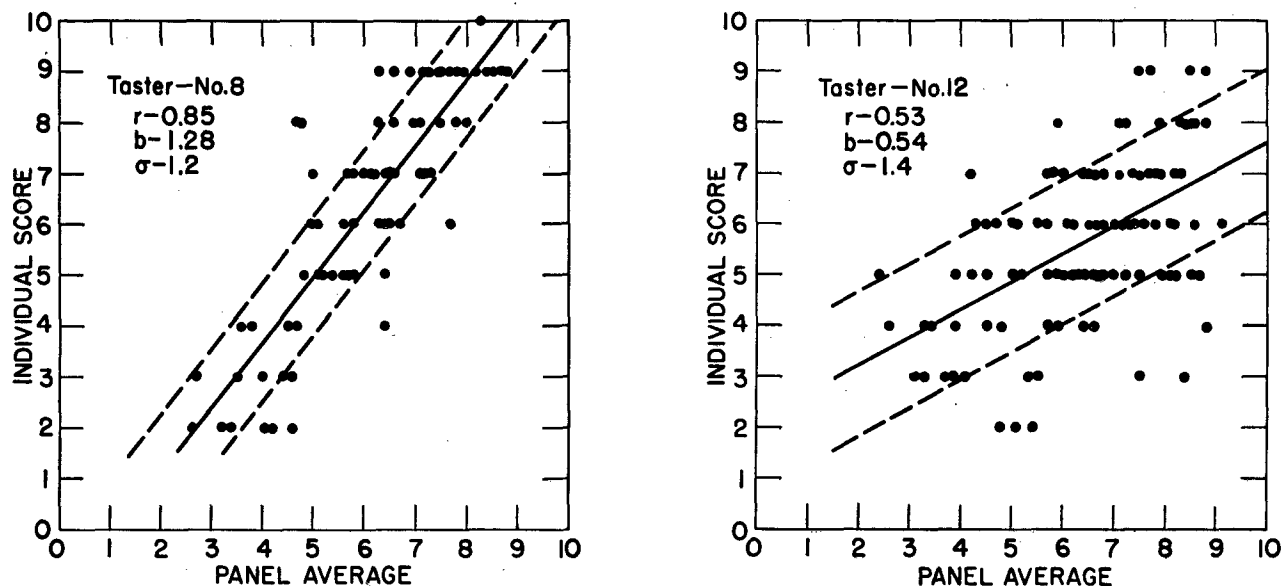 10
9
8
7
6
5
4
3
2
1
0
INDIVIDUAL SCORE
Taster—No.8
r—0.85
b—1.28
σ—1.2
0 1 2 3 4 5 6 7 8 9 10
PANEL AVERAGE
10
9
8
7
6
5
4
3
2
1
0
INDIVIDUAL SCORE
Taster—No.12
r—0.53
b—0.54
σ—1.4
0 1 2 3 4 5 6 7 8 9 10
PANEL AVERAGE